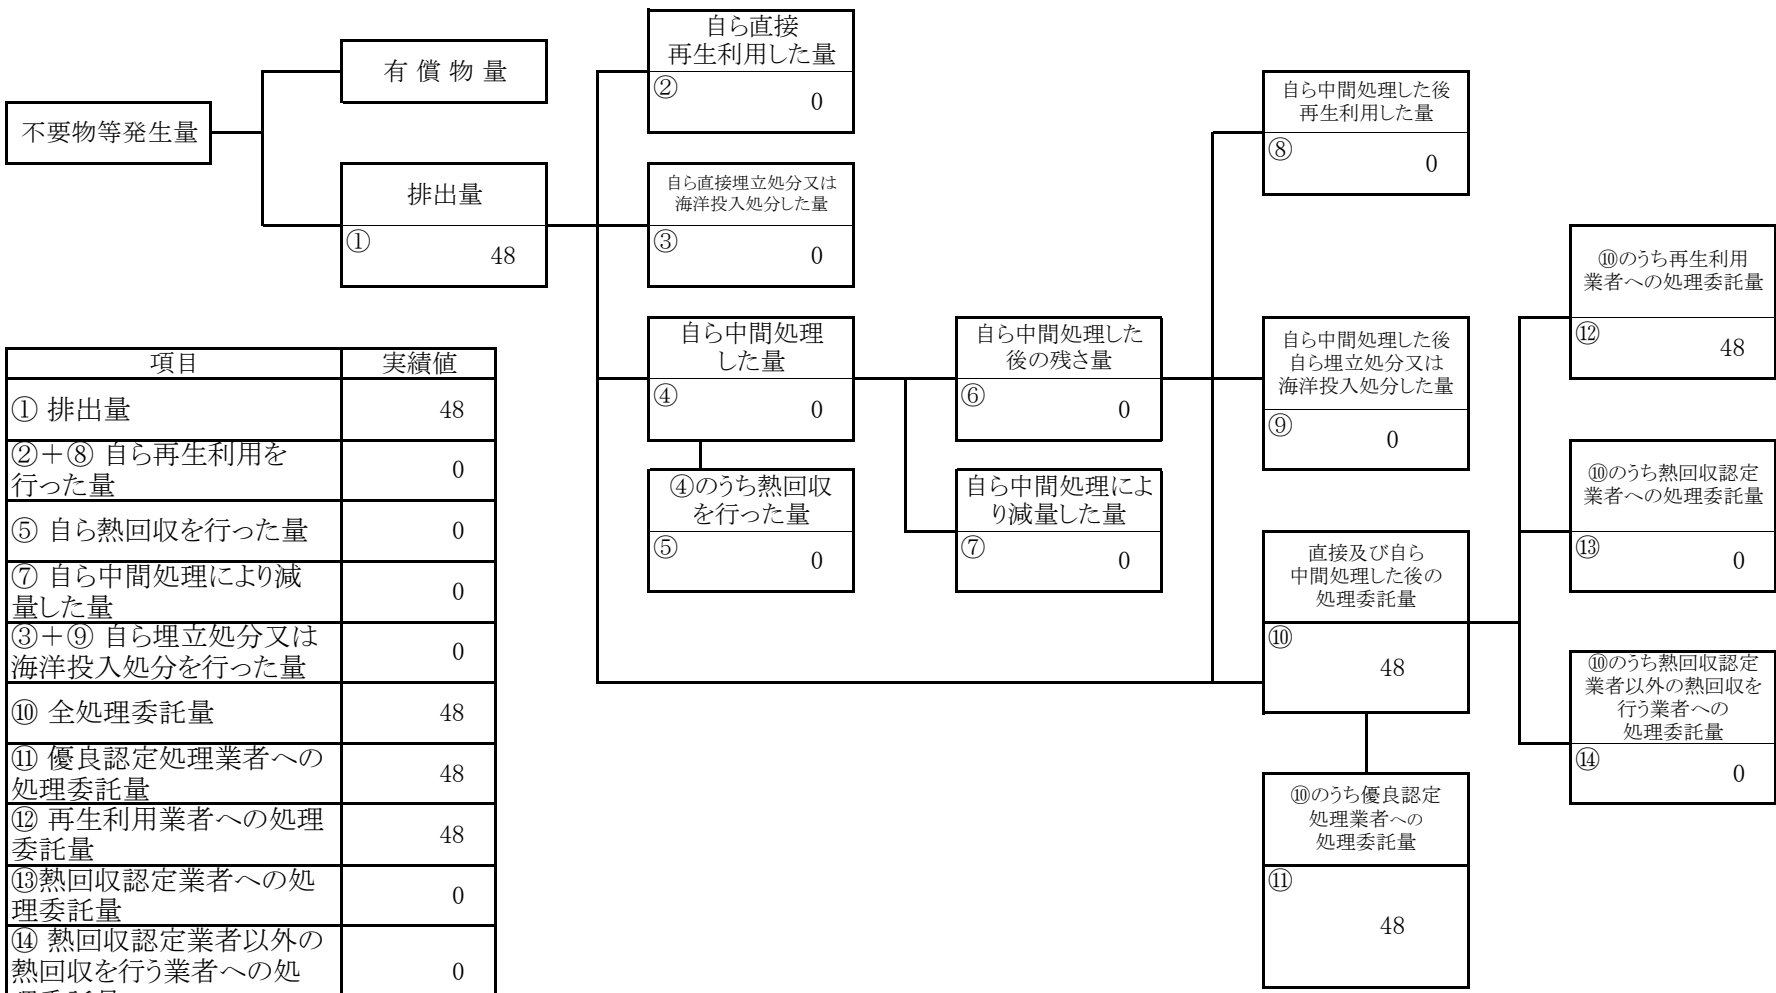 不要物等発生量
有 償 物 量
排出量
①
48
自ら直接
再生利用した量
②
0
自ら直接埋立処分又は
海洋投入処分した量
③
0
自ら中間処理
した量
④
0
④のうち熱回収
を行った量
⑤
0
自ら中間処理した
後の残さ量
⑥
0
自ら中間処理によ
り減量した量
⑦
0
自ら中間処理した後
再生利用した量
⑧
0
自ら中間処理した後
自ら埋立処分又は
海洋投入処分した量
⑨
0
直接及び自ら
中間処理した後の
処理委託量
⑩
48
⑩のうち優良認定
処理業者への
処理委託量
⑪
48
⑩のうち再生利用
業者への処理委託量
⑫
48
⑩のうち熱回収認定
業者への処理委託量
⑬
0
⑩のうち熱回収認定
業者以外の熱回収を
行う業者への
処理委託量
⑭
0
項目 実績値
① 排出量 48
②+⑧ 自ら再生利用を
行った量 0
⑤ 自ら熱回収を行った量 0
⑦ 自ら中間処理により減
量した量 0
③+⑨ 自ら埋立処分又は
海洋投入処分を行った量 0
⑩ 全処理委託量 48
⑪ 優良認定処理業者への
処理委託量 48
⑫ 再生利用業者への処理
委託量 48
⑬熱回収認定業者への処
理委託量 0
⑭ 熱回収認定業者以外の
熱回収を行う業者への処 0